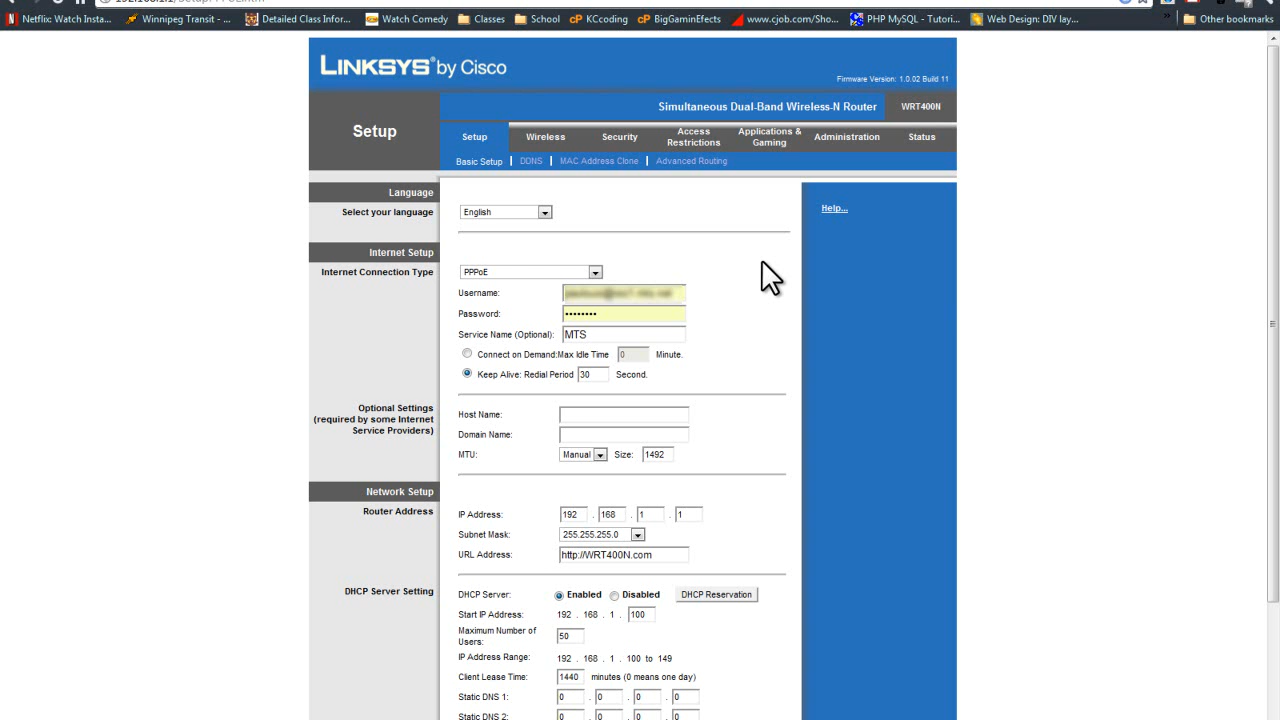 Netflix Watch Insta...
Winnipeg Transit - ...
Detailed Class Infor...
Watch Comedy
Classes
School
KCcoding
BigGaminEfects
www.cjob.com/Sho...
PHP MySQL - Tutori...
Web Design: DIV lay...
»
Other bookmarks
LINKSYS® by Cisco
Firmware Version: 1.0.02 Build 11
Simultaneous Dual-Band Wireless-N Router
WRT400N
Setup
Setup
Wireless
Security
Access Restrictions
Applications & Gaming
Administration
Status
Basic Setup | DDNS | MAC Address Clone | Advanced Routing
Language
Select your language
English
Help...
Internet Setup
Internet Connection Type
PPPoE
Username:
Password: ••••••••
Service Name (Optional): MTS
Connect on Demand:Max Idle Time 0 Minute.
Keep Alive: Redial Period 30 Second.
Optional Settings
(required by some Internet
Service Providers)
Host Name:
Domain Name:
MTU: Manual Size: 1492
Network Setup
Router Address
IP Address: 192 . 168 . 1 . 1
Subnet Mask: 255.255.255.0
URL Address: http://WRT400N.com
DHCP Server Setting
DHCP Server: Enabled Disabled DHCP Reservation
Start IP Address: 192 . 168 . 1 . 100
Maximum Number of
Users: 50
IP Address Range: 192 . 168 . 1 . 100 to 149
Client Lease Time: 1440 minutes (0 means one day)
Static DNS 1: 0 . 0 . 0 . 0
Static DNS 2: 0 . 0 . 0 . 0